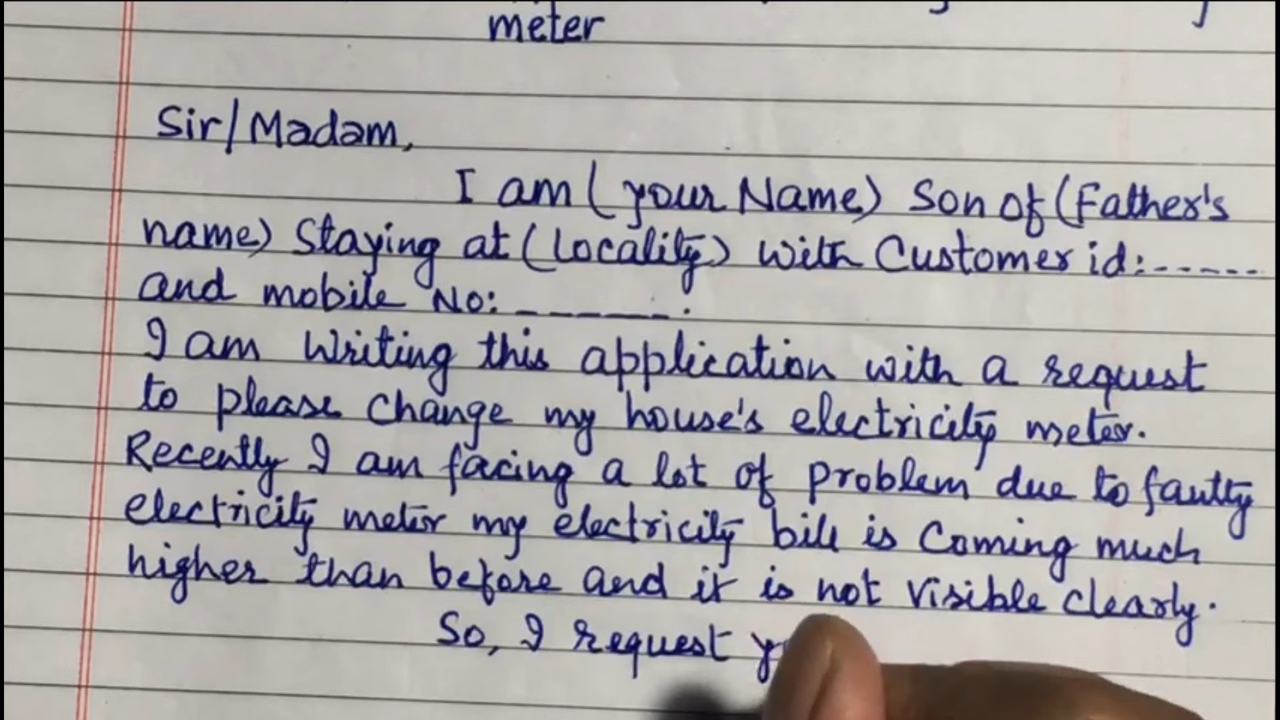 meter
Sir/Madam,
I am (your Name) Son of (Father's
name) Staying at (locality) with Customer id:-----
and mobile No: ------.
I am Writing this application with a request
to please change my house's electricity meter.
Recently I am facing a lot of problem due to faulty
electricity meter my electricity bill is Coming much
higher than before and it is not visible clearly.
So, I request